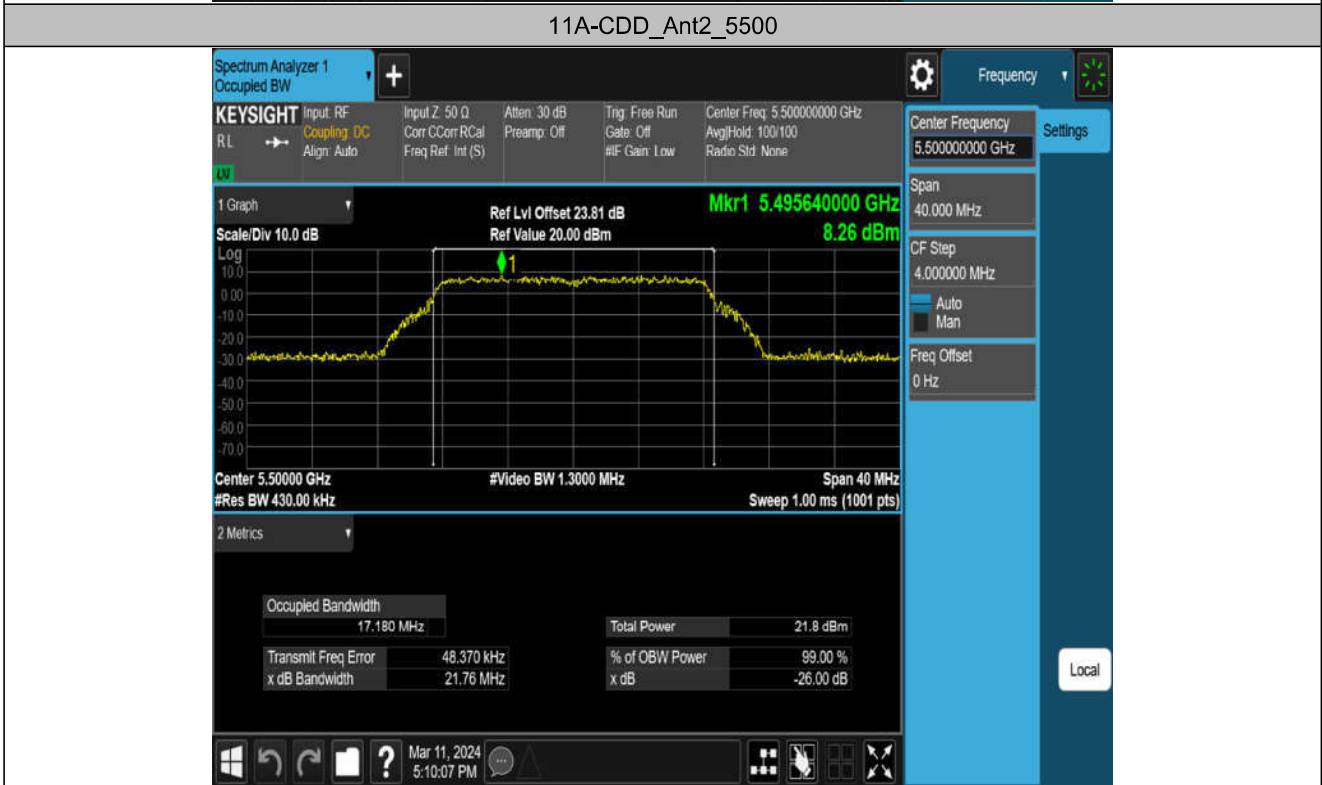 11A-CDD_Ant2_5500
Spectrum Analyzer 1
Occupied BW
+
Frequency
KEYSIGHT
R L
Input: RF
Coupling: DC
Align: Auto
Input Z: 50 Ω
Corr CCorr RCal
Freq Ref: Int (S)
Atten: 30 dB
Preamp: Off
Trig: Free Run
Gate: Off
#IF Gain: Low
Center Freq: 5.500000000 GHz
Avg|Hold: 100/100
Radio Std: None
Center Frequency
5.500000000 GHz
Settings
Span
40.000 MHz
CF Step
4.000000 MHz
Auto
Man
Freq Offset
0 Hz
Local
1 Graph
Scale/Div 10.0 dB
Ref Lvl Offset 23.81 dB
Ref Value 20.00 dBm
Mkr1 5.495640000 GHz
8.26 dBm
Log
10.0
0.00
-10.0
-20.0
-30.0
-40.0
-50.0
-60.0
-70.0
1
Center 5.50000 GHz
#Video BW 1.3000 MHz
Span 40 MHz
#Res BW 430.00 kHz
Sweep 1.00 ms (1001 pts)
2 Metrics
Occupied Bandwidth
17.180 MHz
Total Power 21.8 dBm
Transmit Freq Error 48.370 kHz
% of OBW Power 99.00 %
x dB Bandwidth 21.76 MHz
x dB -26.00 dB
?
Mar 11, 2024
5:10:07 PM